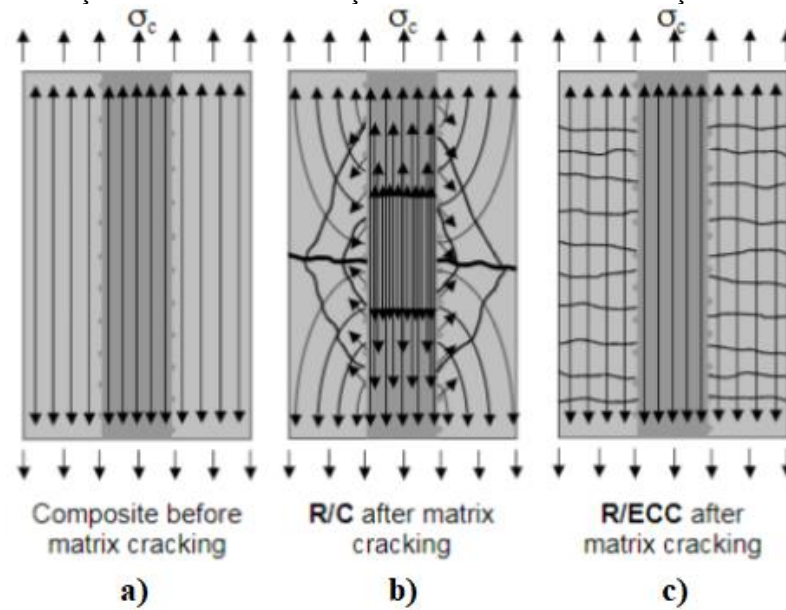 σc σc σc
Composite before
matrix cracking
R/C after matrix
cracking
R/ECC after
matrix cracking
a) b) c)